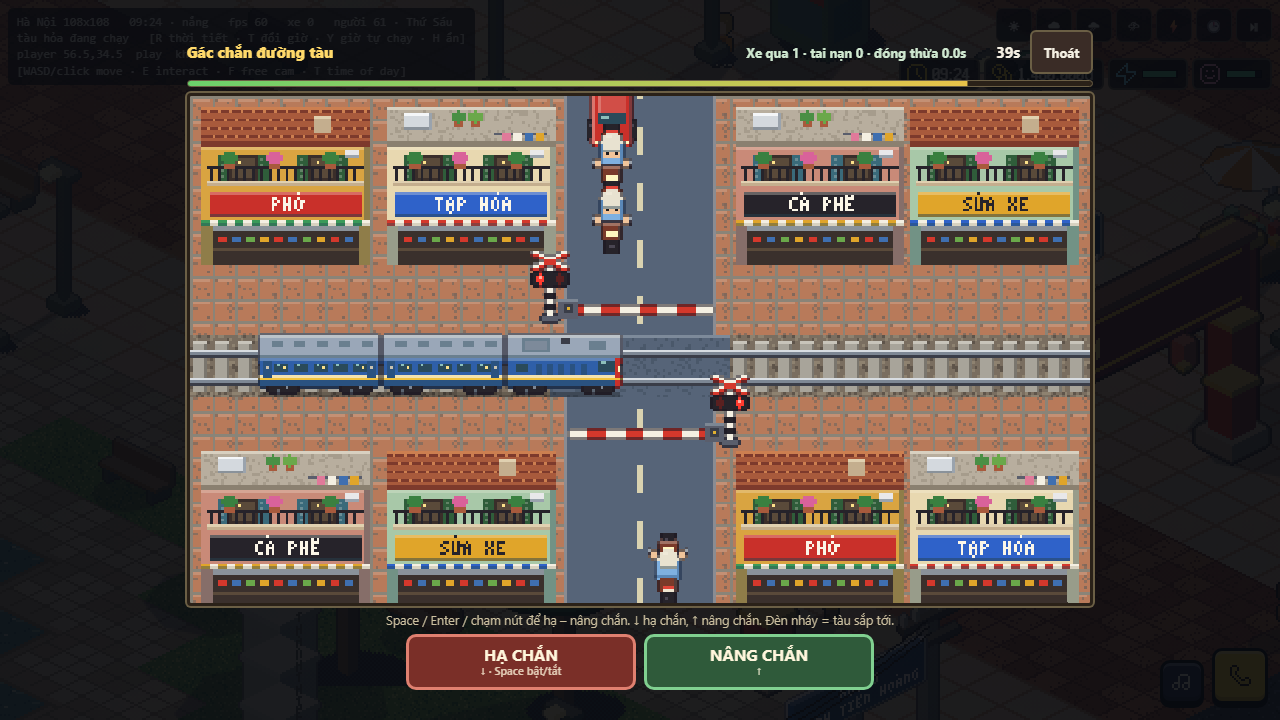 Hà Nội 108x108 09:24 · nắng fps 60 xe 0 người 61 · Thứ Sáu
tàu hỏa đang chạy [R thời tiết · T đổi giờ · Y giờ tự chạy · H ẩn]
player 56.5,34.5 play
[WASD/click move · E interact · F free cam · T time of day]
Gác chắn đường tàu
Xe qua 1 · tai nạn 0 · đóng thừa 0.0s
39s
Thoát
09:24
PHỞ
TẠP HÓA
CÀ PHÊ
SỬA XE
CÀ PHÊ
SỬA XE
PHỞ
TẠP HÓA
Space / Enter / chạm nút để hạ – nâng chắn. ↓ hạ chắn, ↑ nâng chắn. Đèn nháy = tàu sắp tới.
HẠ CHẮN
↓ · Space bật/tắt
NÂNG CHẮN
↑